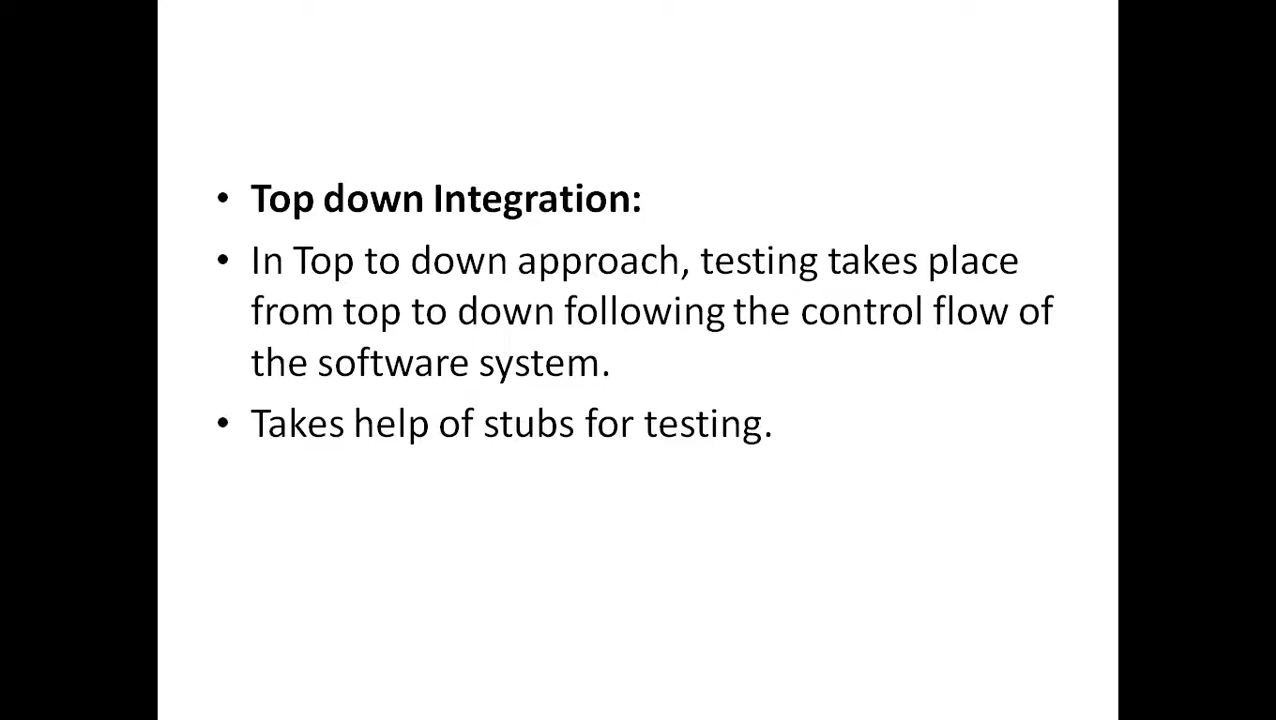 • Top down Integration:
• In Top to down approach, testing takes place
from top to down following the control flow of
the software system.
• Takes help of stubs for testing.